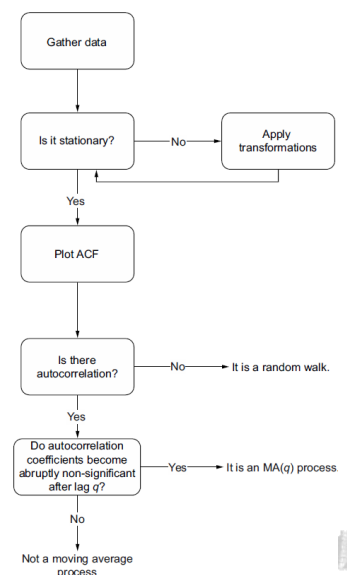 Gather data
Is it stationary?
No
Apply
transformations
Yes
Plot ACF
Is there
autocorrelation?
No
It is a random walk.
Yes
Do autocorrelation
coefficients become
abruptly non-significant
after lag q?
Yes
It is an MA(q) process
No
Not a moving average
process